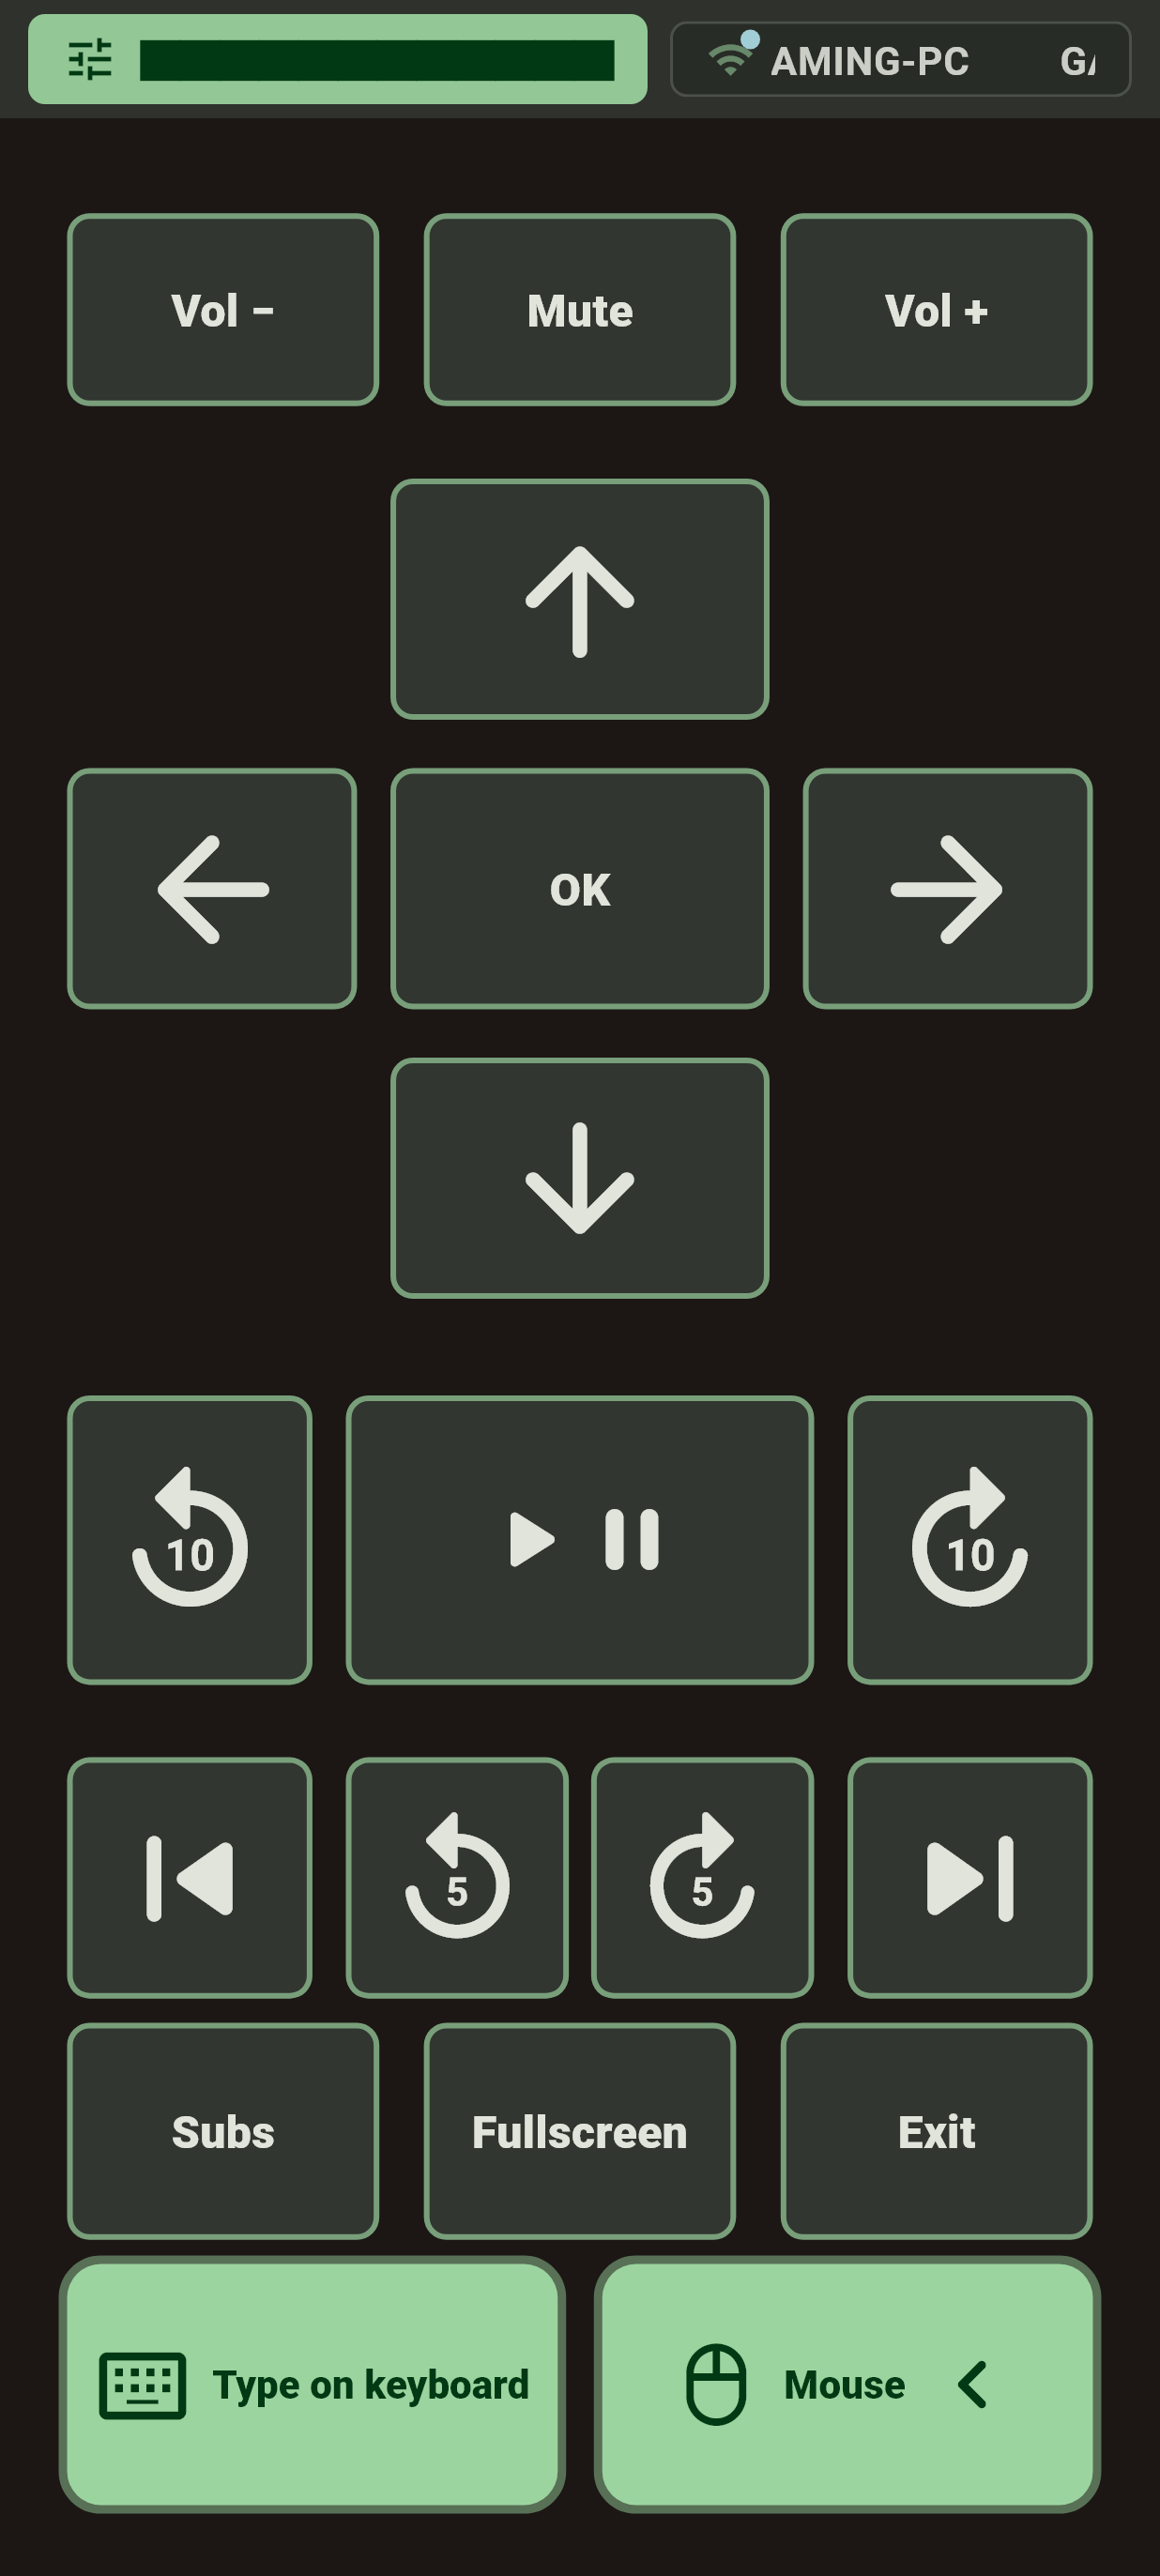 AMING-PC
Vol − Mute Vol +
OK
10 10
5 5
Subs Fullscreen Exit
Type on keyboard Mouse